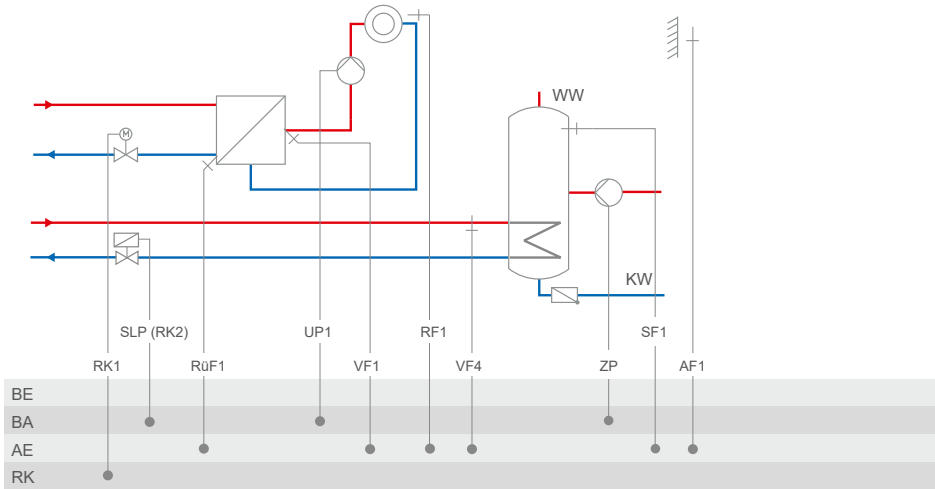 WW
M
KW
SLP (RK2) UP1 RF1 SF1
RK1 RüF1 VF1 VF4 ZP AF1
BE
BA
AE
RK